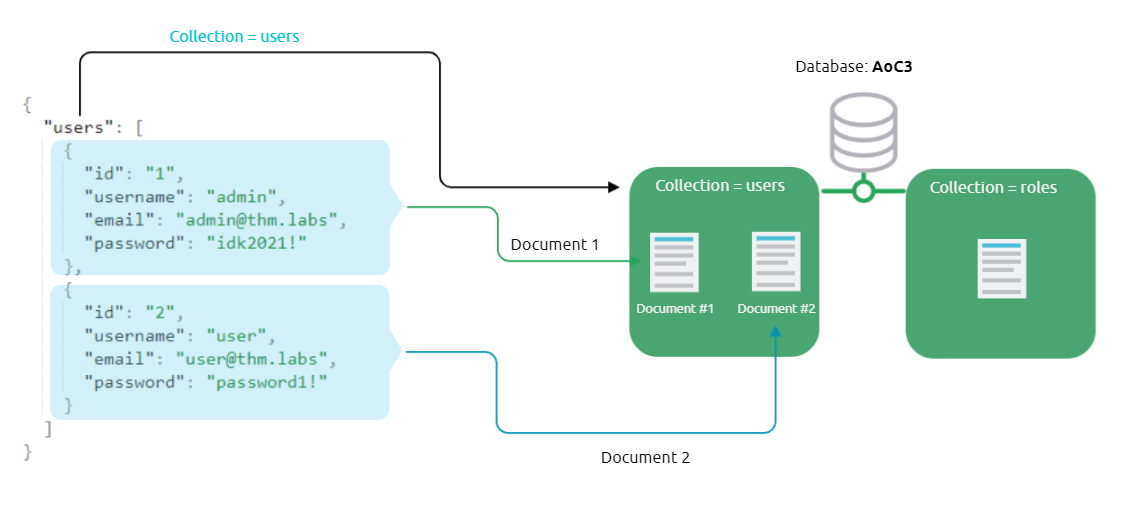 Collection = users
Database: AoC3
{
"users": [
{
"id": "1",
"username": "admin",
"email": "admin@thm.labs",
"password": "idk2021!"
},
{
"id": "2",
"username": "user",
"email": "user@thm.labs",
"password": "password1!"
}
]
}
Document 1
Document 2
Collection = users
Document #1
Document #2
Collection = roles